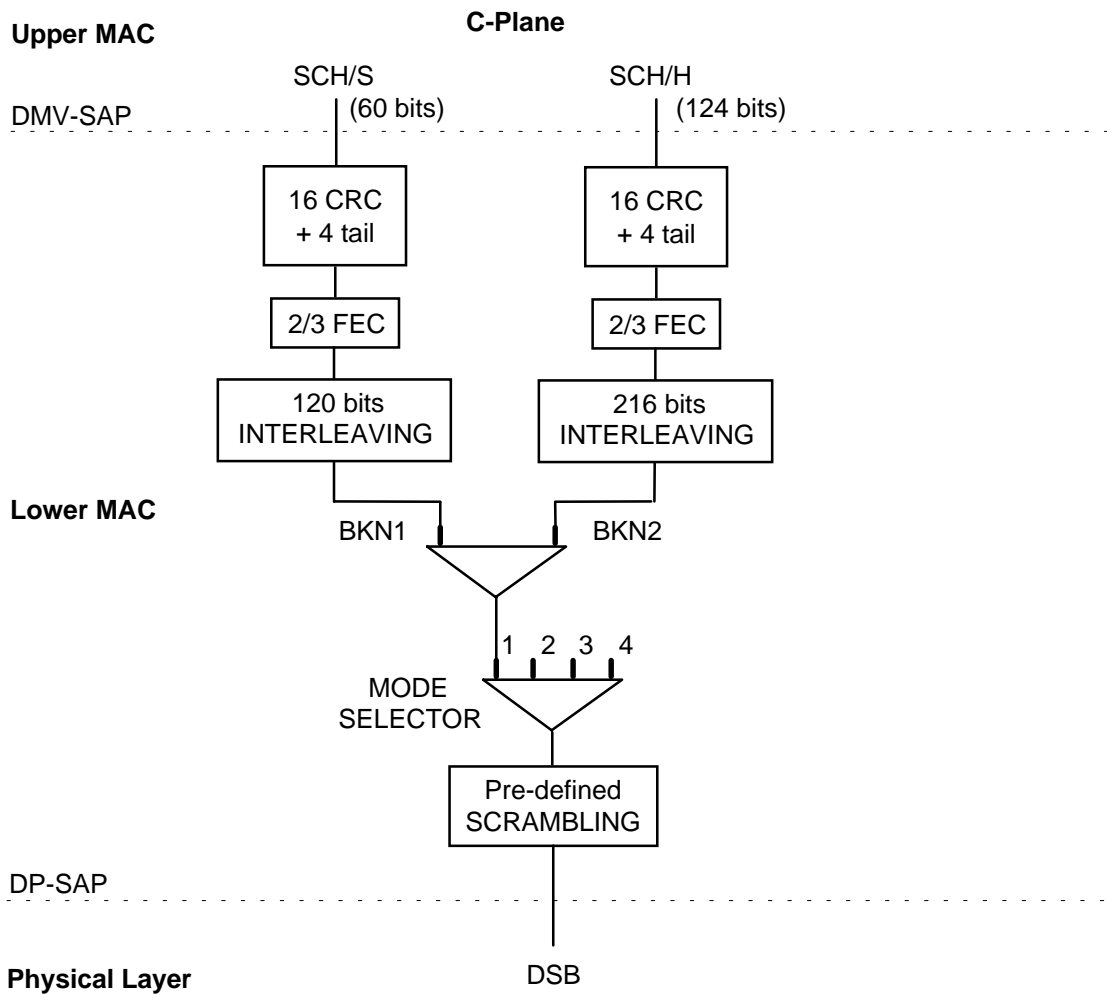 C-Plane
Upper MAC
SCH/S
SCH/H
DMV-SAP
(60 bits)
(124 bits)
16 CRC
+ 4 tail
16 CRC
+ 4 tail
2/3 FEC
2/3 FEC
120 bits
INTERLEAVING
216 bits
INTERLEAVING
Lower MAC
BKN1
BKN2
1 2 3 4
MODE
SELECTOR
Pre-defined
SCRAMBLING
DP-SAP
DSB
Physical Layer